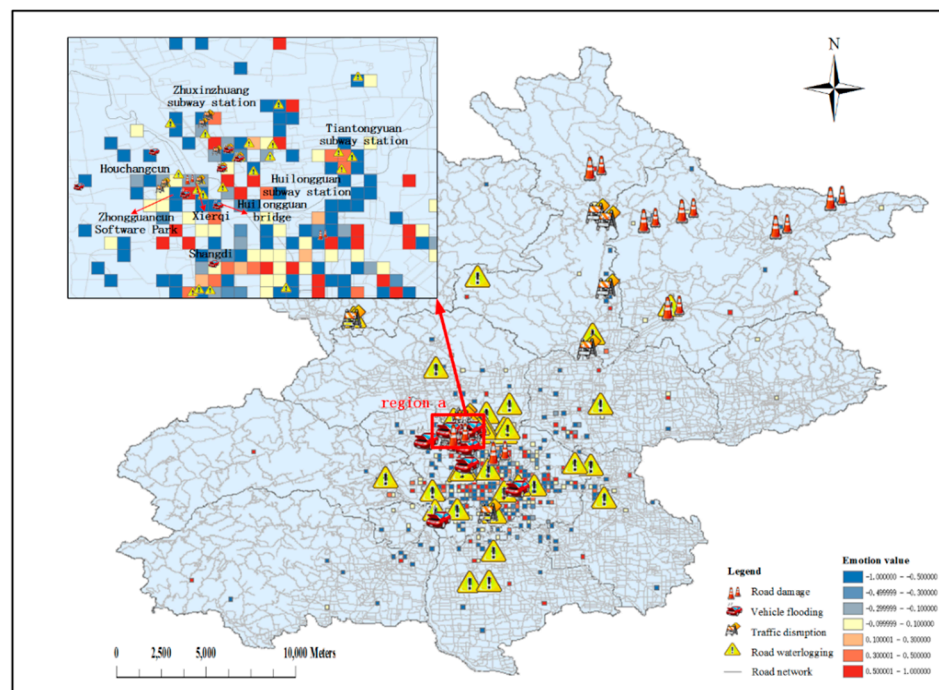 N
Zhuxinzhuang
subway station
Tiantongyuan
subway station
Houchangcun
Huilongguan
subway station
Zhongguancun
Software Park
Xierqi
Huilongguan
bridge
Shangdi
region a
Legend
Road damage
Vehicle flooding
Traffic disruption
Road waterlogging
Road network
Emotion value
-1.000000 - -0.500000
-0.499999 - -0.300000
-0.299999 - -0.100000
-0.099999 - 0.100000
0.100001 - 0.300000
0.300001 - 0.500000
0.500001 - 1.000000
0 2,500 5,000 10,000 Meters